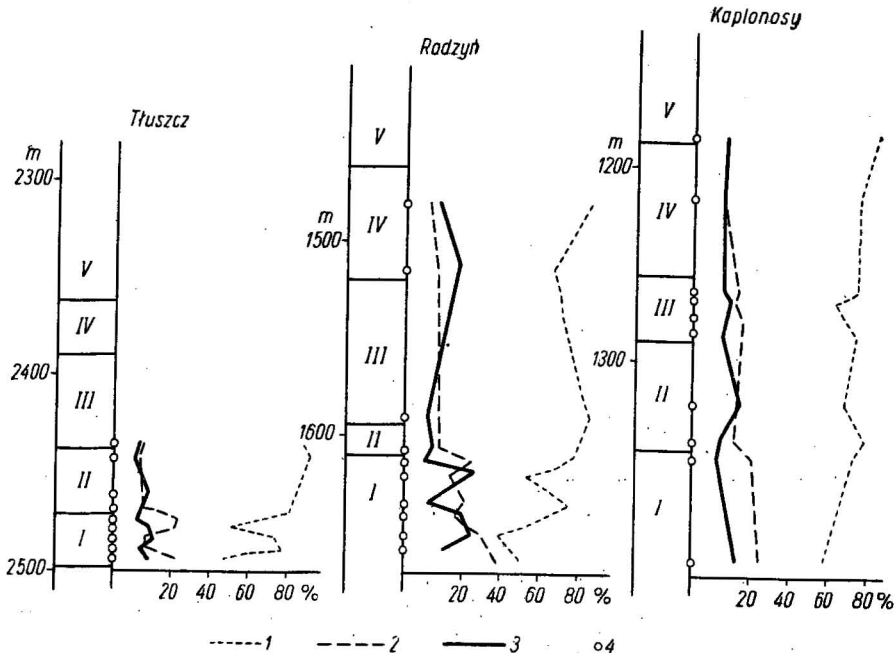 Tłuszcz
m
2300
V
IV
2400
III
II
I
2500
20 40 60 80 %
Radzyń
V
m
1500
IV
III
1600
II
I
20 40 60 80 %
Kaplonosy
V
m
1200
IV
III
1300
II
I
20 40 60 80 %
1 2 3 4